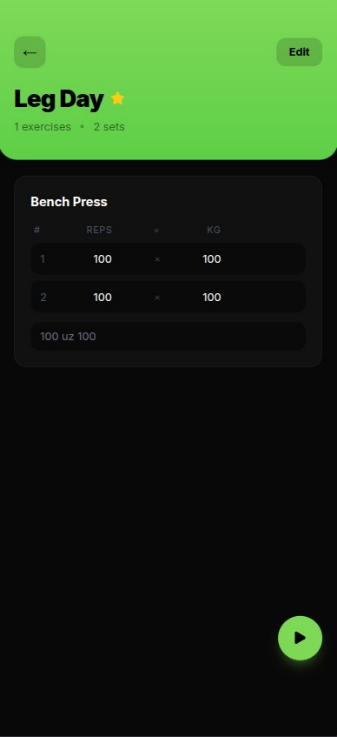 ←
Edit
Leg Day ⭐
1 exercises • 2 sets
Bench Press
# REPS × KG
1 100 × 100
2 100 × 100
100 uz 100